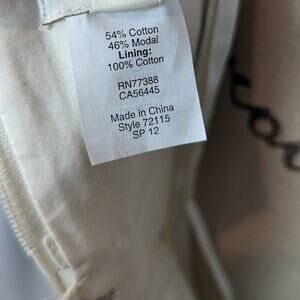 54% Cotton
46% Modal
Lining:
100% Cotton
RN77388
CA56445
Made in China
Style 72115
SP 12